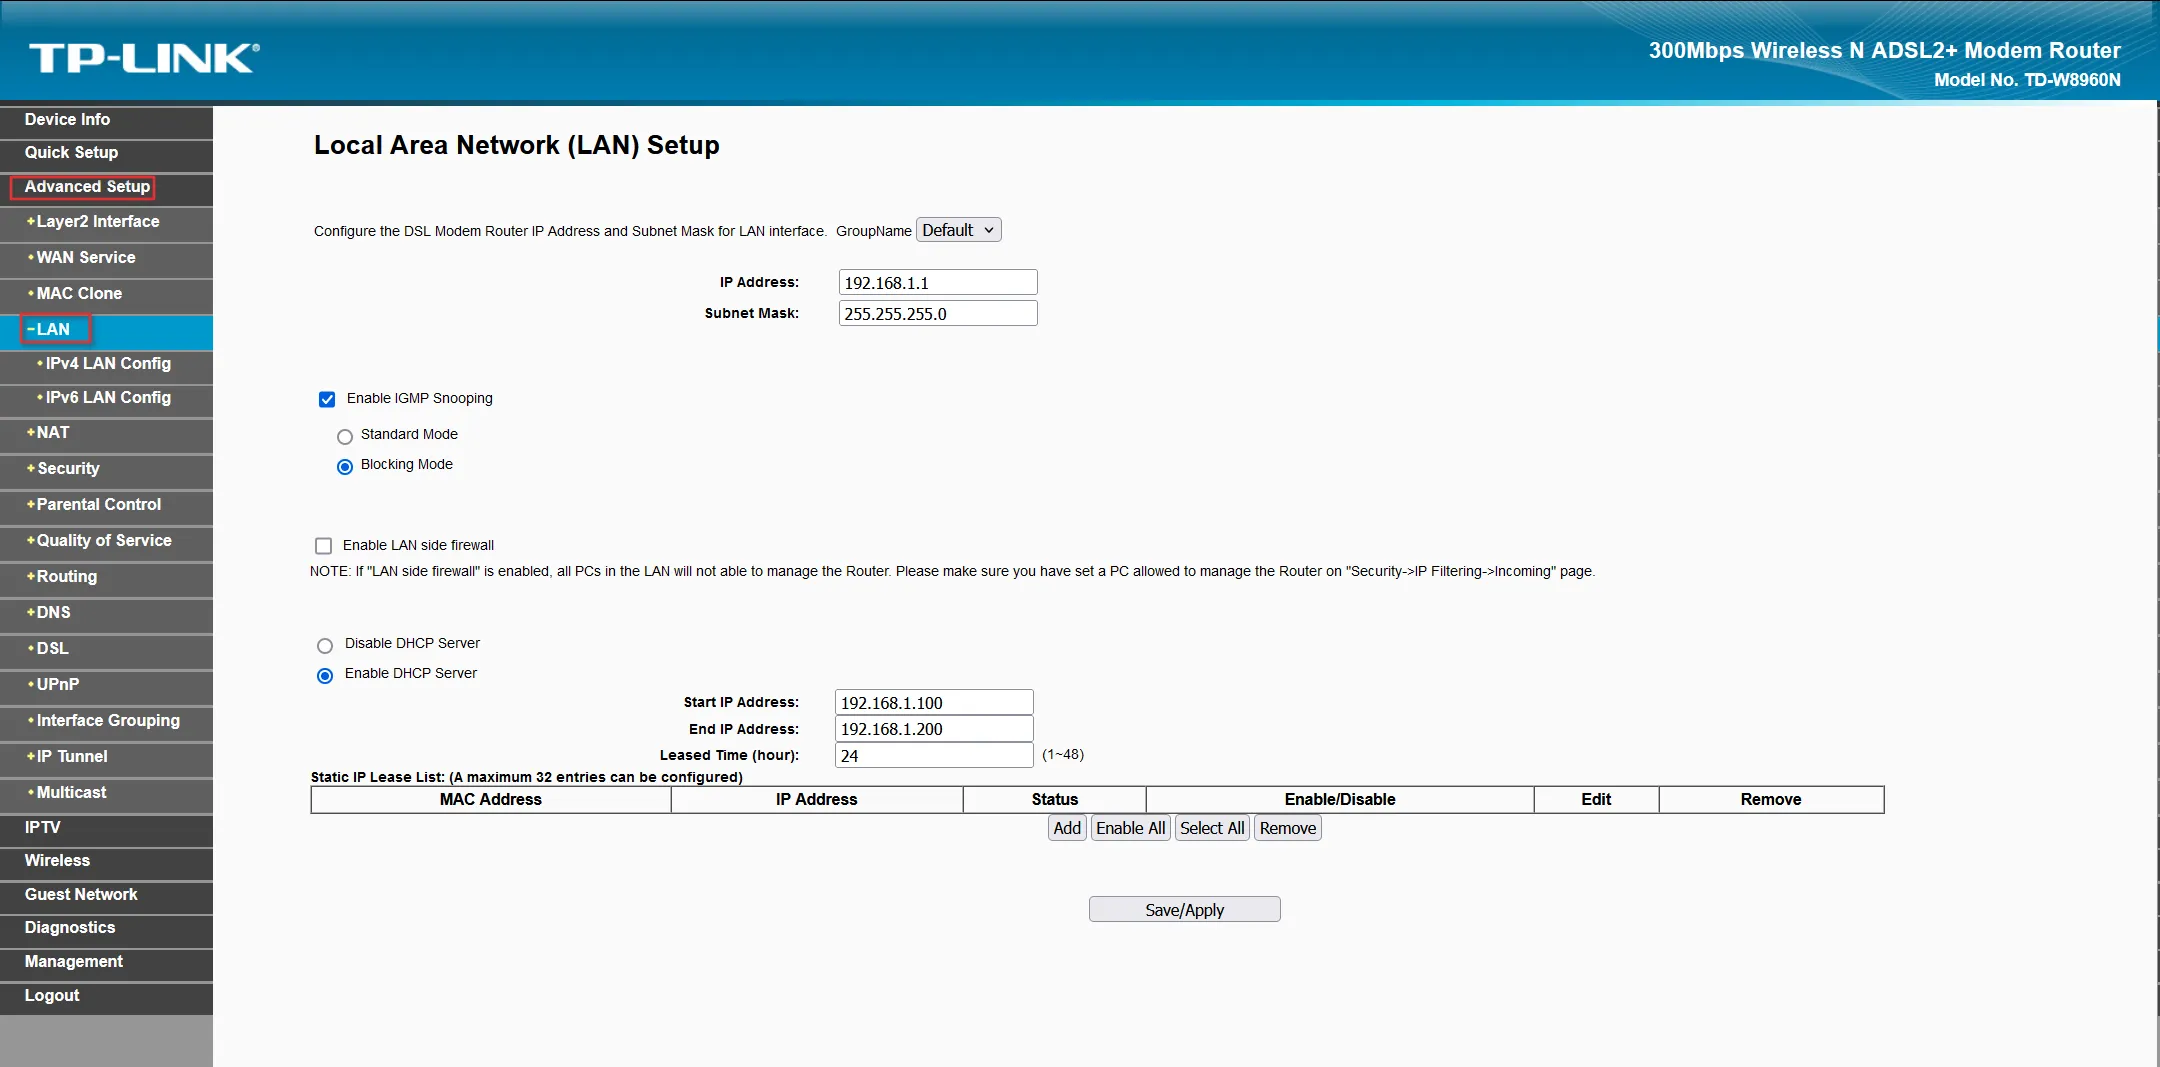 TP-LINK®
300Mbps Wireless N ADSL2+ Modem Router
Model No. TD-W8960N
Device Info
Quick Setup
Advanced Setup
+Layer2 Interface
•WAN Service
•MAC Clone
-LAN
•IPv4 LAN Config
•IPv6 LAN Config
+NAT
+Security
+Parental Control
+Quality of Service
+Routing
+DNS
•DSL
•UPnP
•Interface Grouping
+IP Tunnel
•Multicast
IPTV
Wireless
Guest Network
Diagnostics
Management
Logout
Local Area Network (LAN) Setup
Configure the DSL Modem Router IP Address and Subnet Mask for LAN interface. GroupName Default
IP Address: 192.168.1.1
Subnet Mask: 255.255.255.0
Enable IGMP Snooping
Standard Mode
Blocking Mode
Enable LAN side firewall
NOTE: If "LAN side firewall" is enabled, all PCs in the LAN will not able to manage the Router. Please make sure you have set a PC allowed to manage the Router on "Security->IP Filtering->Incoming" page.
Disable DHCP Server
Enable DHCP Server
Start IP Address: 192.168.1.100
End IP Address: 192.168.1.200
Leased Time (hour): 24 (1~48)
Static IP Lease List: (A maximum 32 entries can be configured)
MAC Address IP Address Status Enable/Disable Edit Remove
Add Enable All Select All Remove
Save/Apply